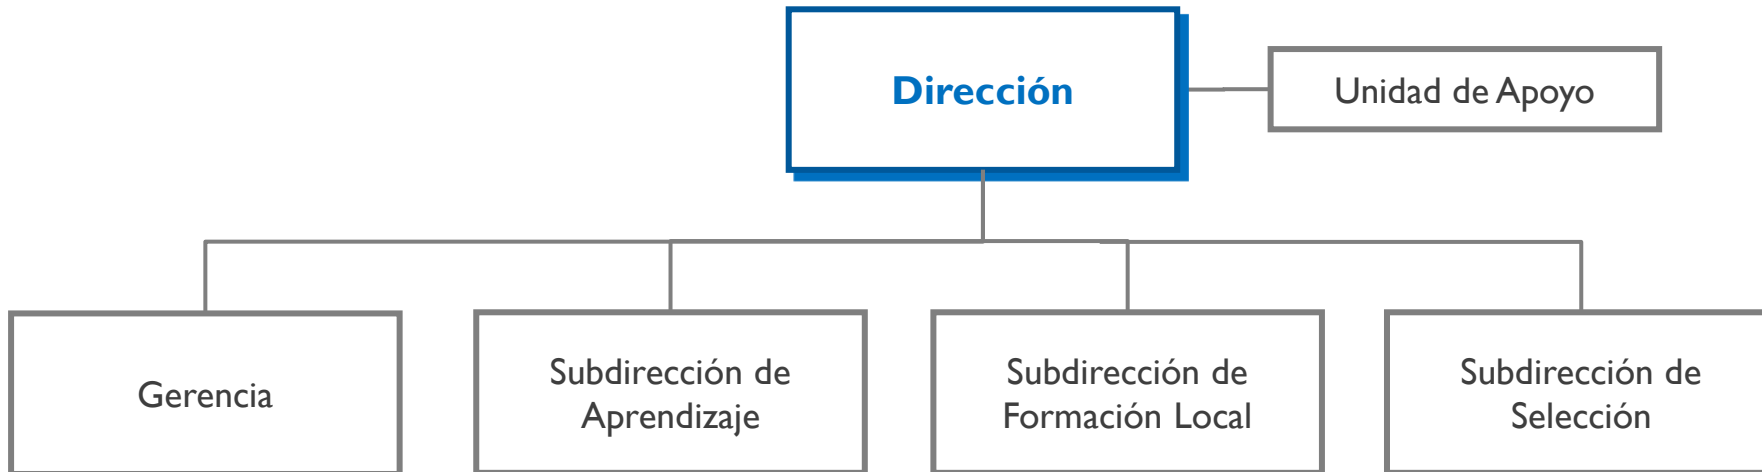 Dirección
Unidad de Apoyo
Gerencia
Subdirección de
Aprendizaje
Subdirección de
Formación Local
Subdirección de
Selección